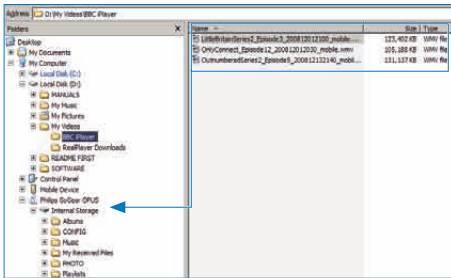 Address D:\My Videos\BBC iPlayer
Folders
Name
Size
Type
Desktop
My Documents
My Computer
Local Disk (C:)
Local Disk (D:)
MANUALS
My Music
My Pictures
My Videos
BBC iPlayer
RealPlayer Downloads
README FIRST
SOFTWARE
Control Panel
Mobile Device
Philips GoGear OPUS
Internal Storage
Albums
CONFIG
Music
My Received Files
PHOTO
Playlists
LittleBritainSeries2_Episode3_200812012100_mobile....
123,402 KB
WMV file
OnlyConnect_Episode12_200812012030_mobile.wmv
105,188 KB
WMV file
OutnumberedSeries2_Episode5_200812132140_mobil...
131,137 KB
WMV file